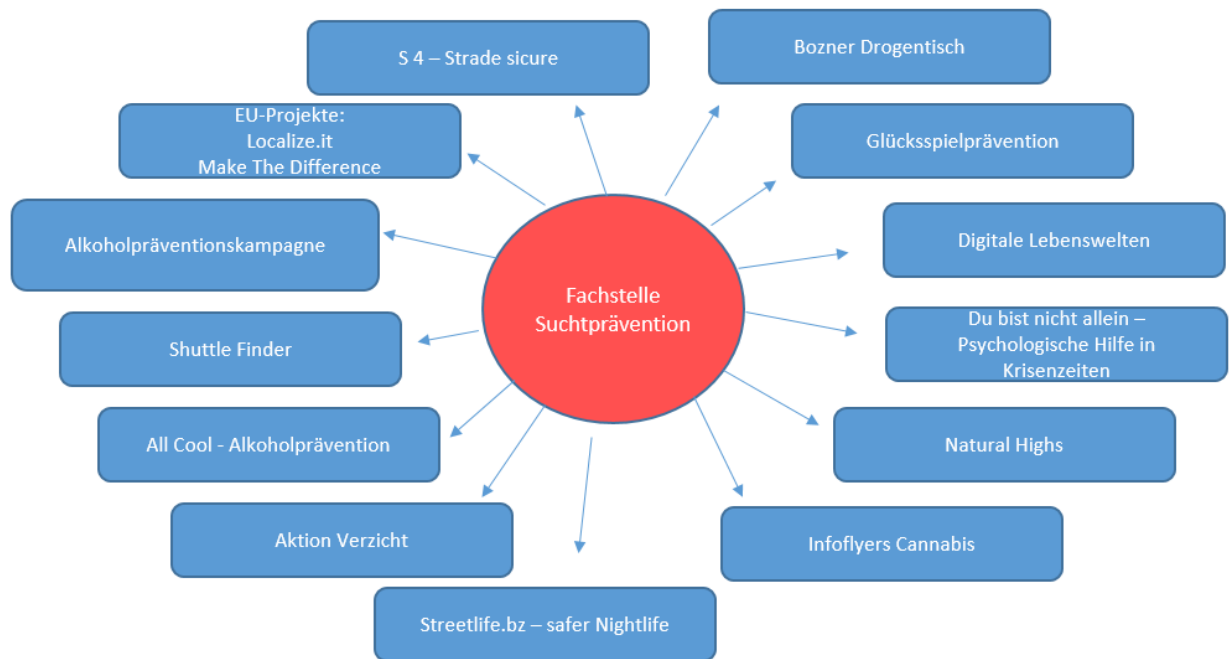 S 4 – Strade sicure
Bozner Drogentisch
EU-Projekte:
Localize.it
Make The Difference
Glücksspielprävention
Alkoholpräventionskampagne
Digitale Lebenswelten
Fachstelle
Suchtprävention
Shuttle Finder
Du bist nicht allein –
Psychologische Hilfe in
Krisenzeiten
All Cool - Alkoholprävention
Natural Highs
Aktion Verzicht
Infoflyers Cannabis
Streetlife.bz – safer Nightlife